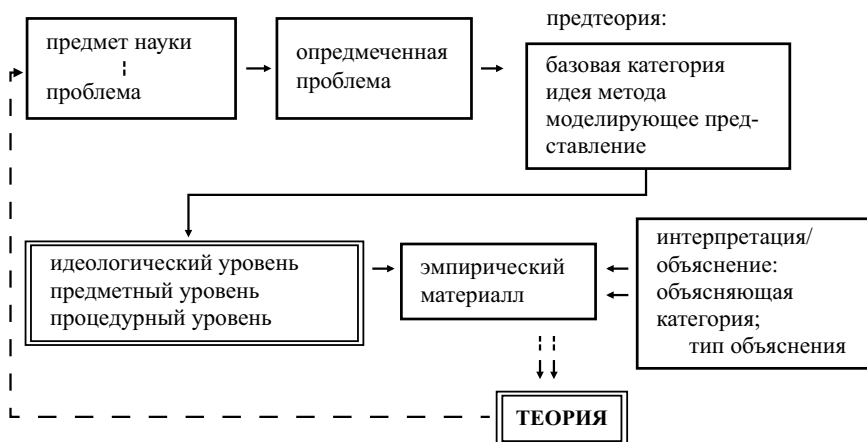 предмет науки
проблема
опредмеченная
проблема
предтеория:
базовая категория
идея метода
моделирующее пред-
ставление
идеологический уровень
предметный уровень
процедурный уровень
эмпирический
материалл
интерпретация/
объяснение:
объясняющая
категория;
тип объяснения
ТЕОРИЯ